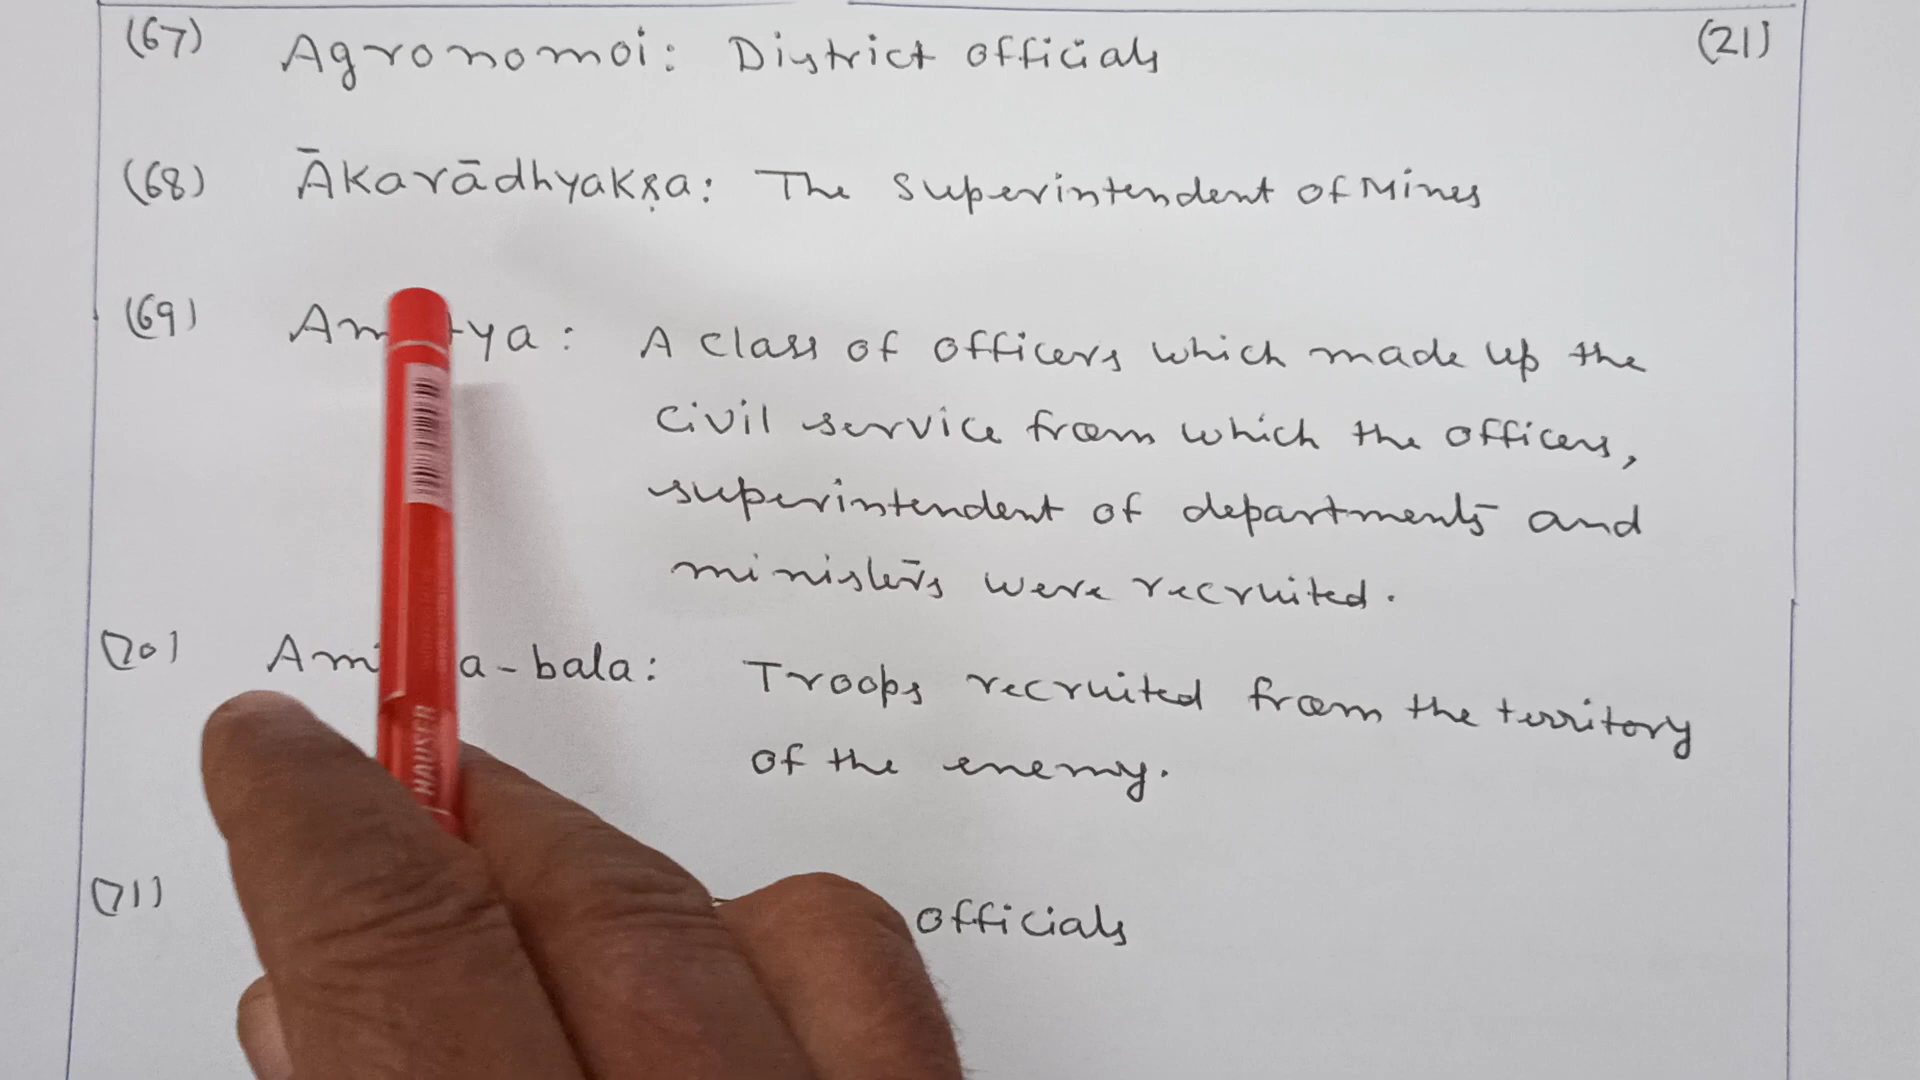 (67) Agronomoi: District officials (21)
(68) Ākarādhyakṣa: The Superintendent of Mines
(69) : A class of officers which made up the
civil service from which the officers,
superintendent of departments and
ministers were recruited.
(70) a-bala: Troops recruited from the territory
of the enemy.
(71) officials
HAUSER